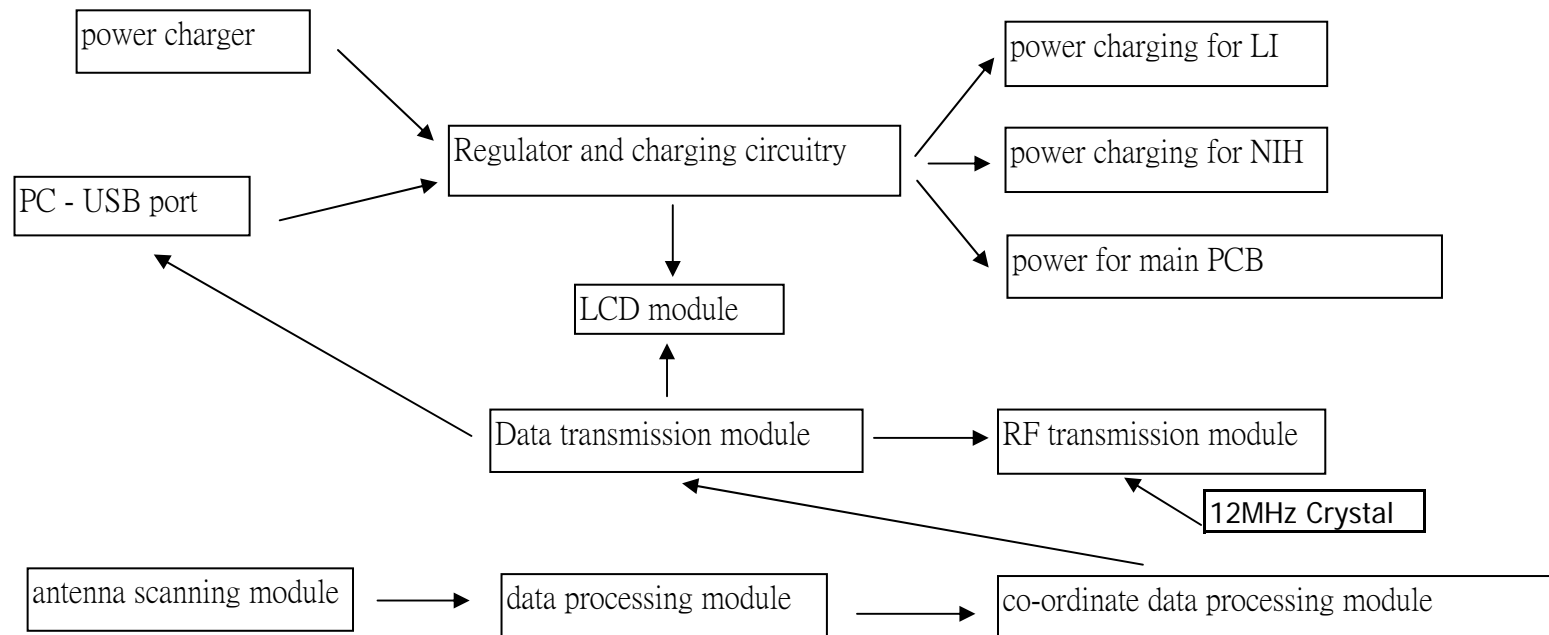 power charger
power charging for LI
Regulator and charging circuitry
power charging for NIH
PC - USB port
power for main PCB
LCD module
Data transmission module
RF transmission module
12MHz Crystal
antenna scanning module
data processing module
co-ordinate data processing module